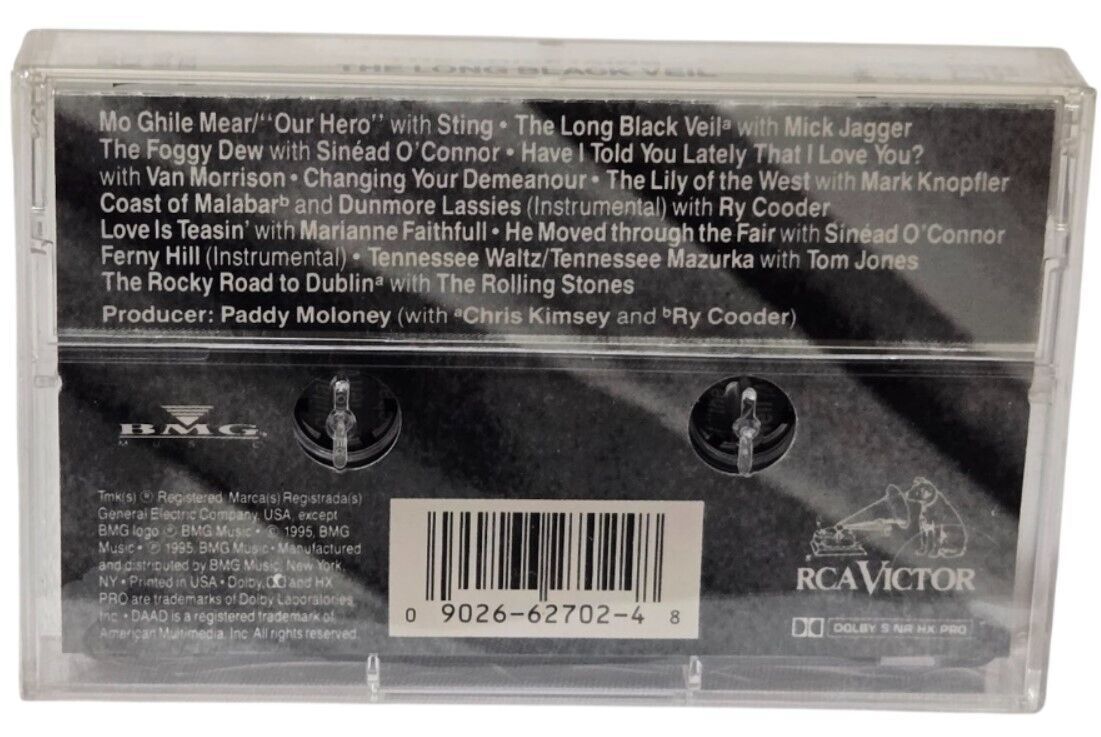 THE LONG BLACK VEIL
Mo Ghile Mear/"Our Hero" with Sting • The Long Black Veilᵃ with Mick Jagger
The Foggy Dew with Sinéad O'Connor • Have I Told You Lately That I Love You?
with Van Morrison • Changing Your Demeanour • The Lily of the West with Mark Knopfler
Coast of Malabarᵇ and Dunmore Lassies (Instrumental) with Ry Cooder
Love Is Teasin' with Marianne Faithfull • He Moved through the Fair with Sinéad O'Connor
Ferny Hill (Instrumental) • Tennessee Waltz/Tennessee Mazurka with Tom Jones
The Rocky Road to Dublinᵃ with The Rolling Stones
Producer: Paddy Moloney (with ᵃChris Kimsey and ᵇRy Cooder)
BMG
MUSIC
Tmk(s) ® Registered Marca(s) Registrada(s)
General Electric Company, USA, except
BMG logo ® BMG Music • © 1995, BMG
Music • ℗ 1995, BMG Music • Manufactured
and distributed by BMG Music, New York,
NY • Printed in USA • Dolby, and HX
PRO are trademarks of Dolby Laboratories
Inc • DAAD is a registered trademark of
American Multimedia, Inc. All rights reserved.
0 9026-62702-4 8
RCA VICTOR
DOLBY S NR HX PRO